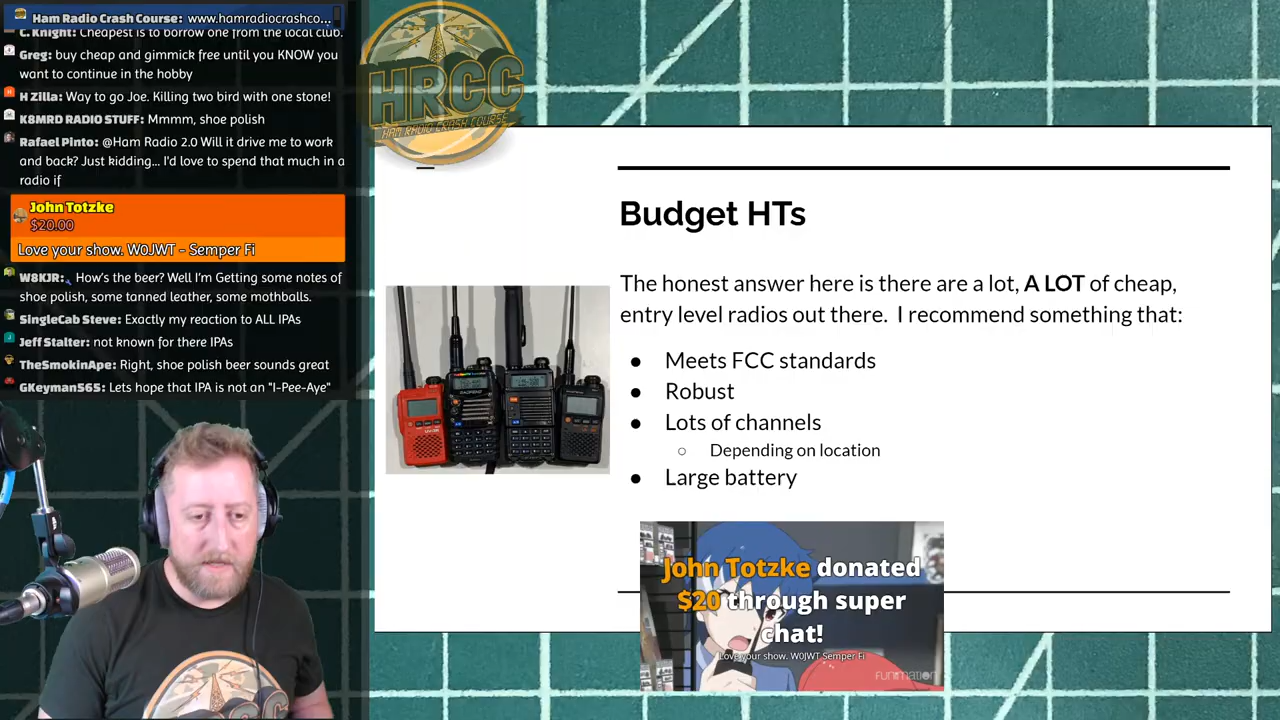 Ham Radio Crash Course: www.hamradiocrashco...
C. Knight: Cheapest is to borrow one from the local club.
Greg: buy cheap and gimmick free until you KNOW you
want to continue in the hobby
H Zilla: Way to go Joe. Killing two bird with one stone!
K8MRD RADIO STUFF: Mmmm, shoe polish
Rafael Pinto: @Ham Radio 2.0 Will it drive me to work
and back? Just kidding... I'd love to spend that much in a
radio if
John Totzke
$20.00
Love your show. W0JWT - Semper Fi
W8KJR: How's the beer? Well I'm Getting some notes of
shoe polish, some tanned leather, some mothballs.
SingleCab Steve: Exactly my reaction to ALL IPAs
Jeff Stalter: not known for there IPAs
TheSmokinApe: Right, shoe polish beer sounds great
GKeyman56S: Lets hope that IPA is not an "I-Pee-Aye"
HRCC
HAM RADIO CRASH COURSE
Budget HTs
The honest answer here is there are a lot, A LOT of cheap,
entry level radios out there. I recommend something that:
● Meets FCC standards
● Robust
● Lots of channels
○ Depending on location
● Large battery
John Totzke donated
$20 through super
chat!
Love your show. W0JWT Semper Fi
FUNIMATION